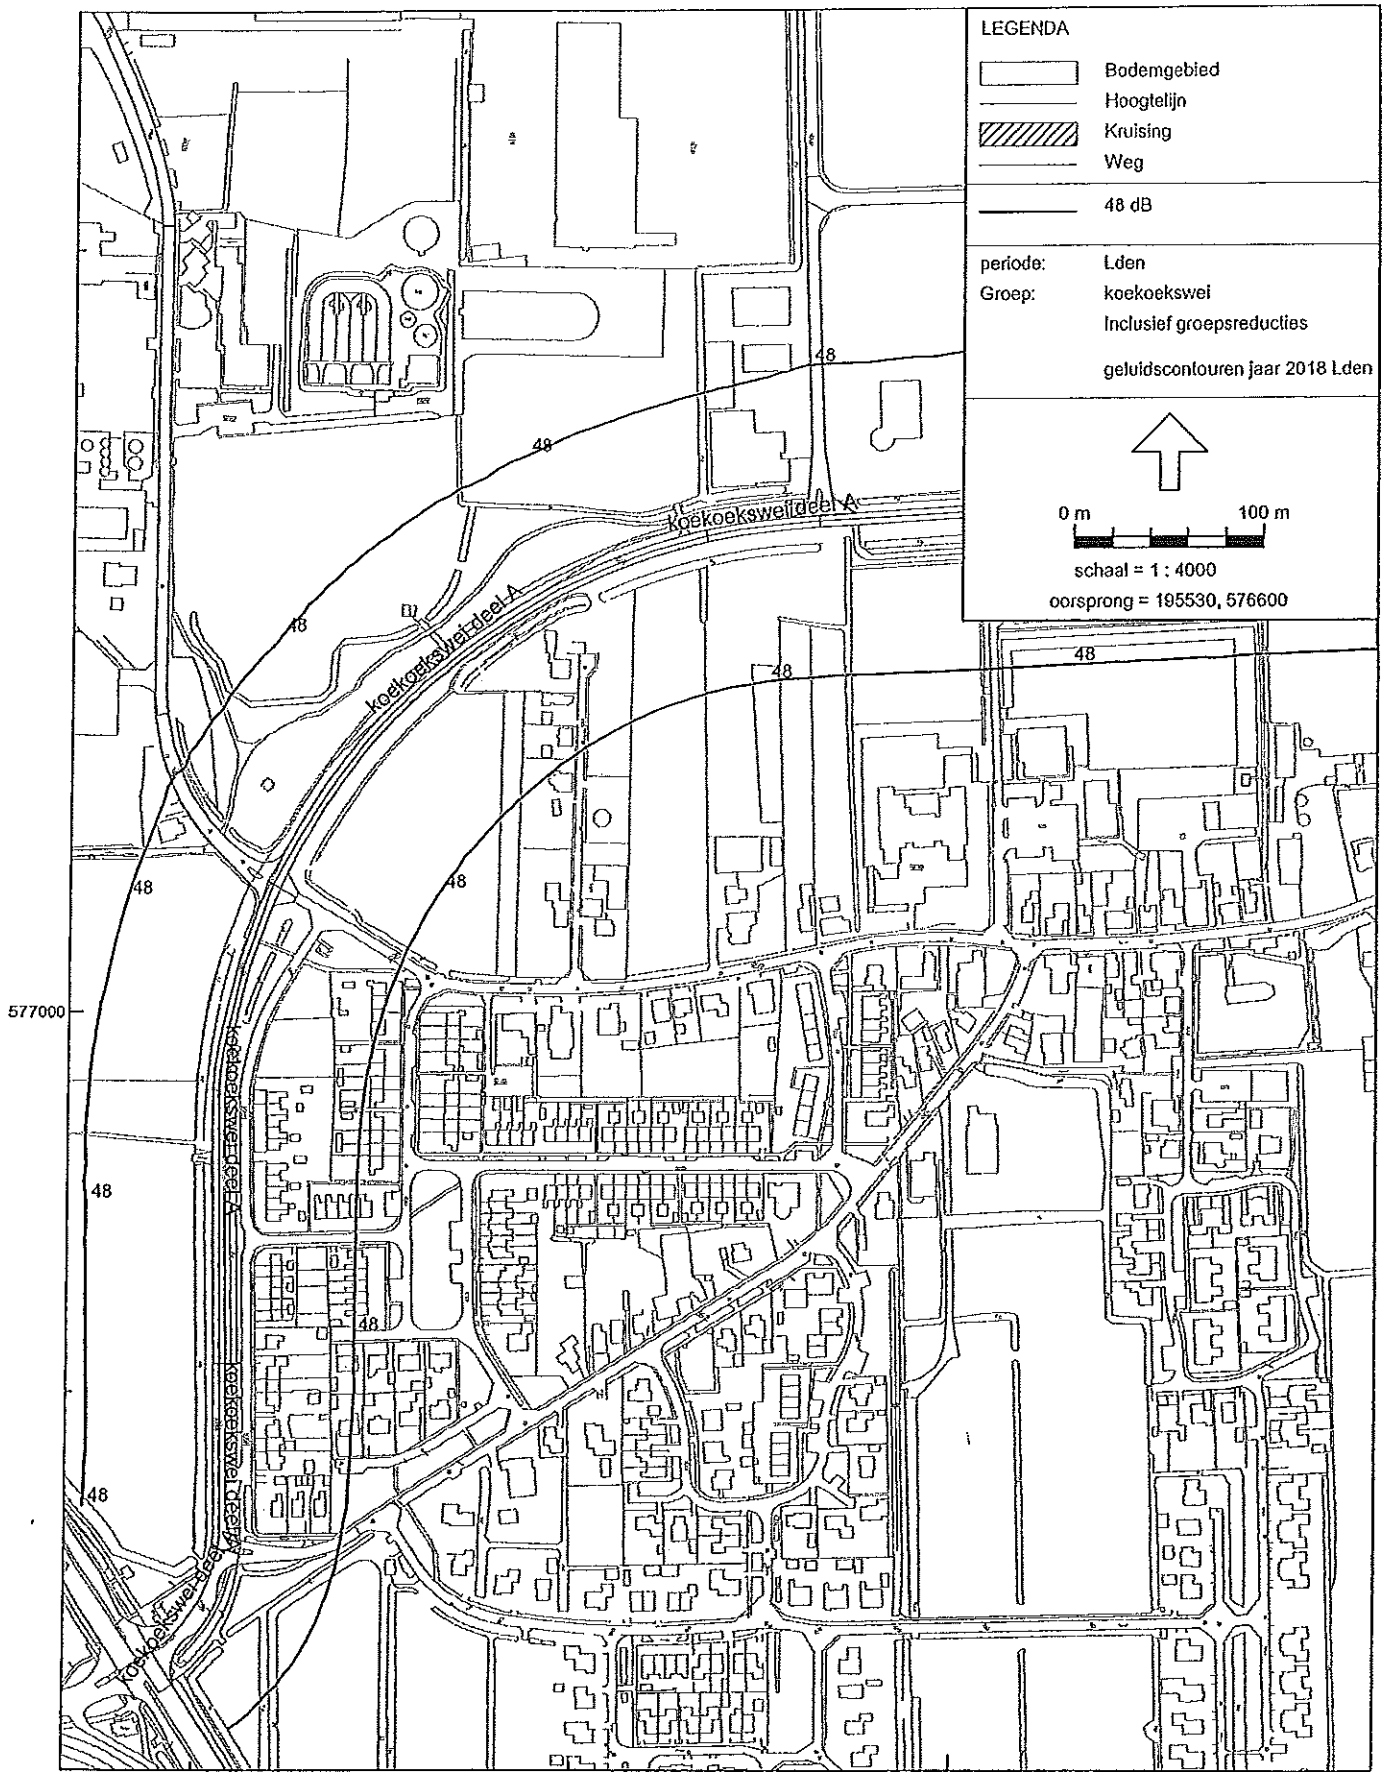 LEGENDA
Bodemgebied
Hoogtelijn
Kruising
Weg
48 dB
periode: Lden
Groep: koekoekswei
Inclusief groepsreducties
geluidscontouren jaar 2018 Lden
0 m 100 m
schaal = 1 : 4000
oorsprong = 195530, 576600
48
48
koekoekswei deel A
48
koekoekswei deel A
48
48
48
48
577000
koekoekswei deel A
48
48
koekoekswei deel A
48
koekoekswei deel